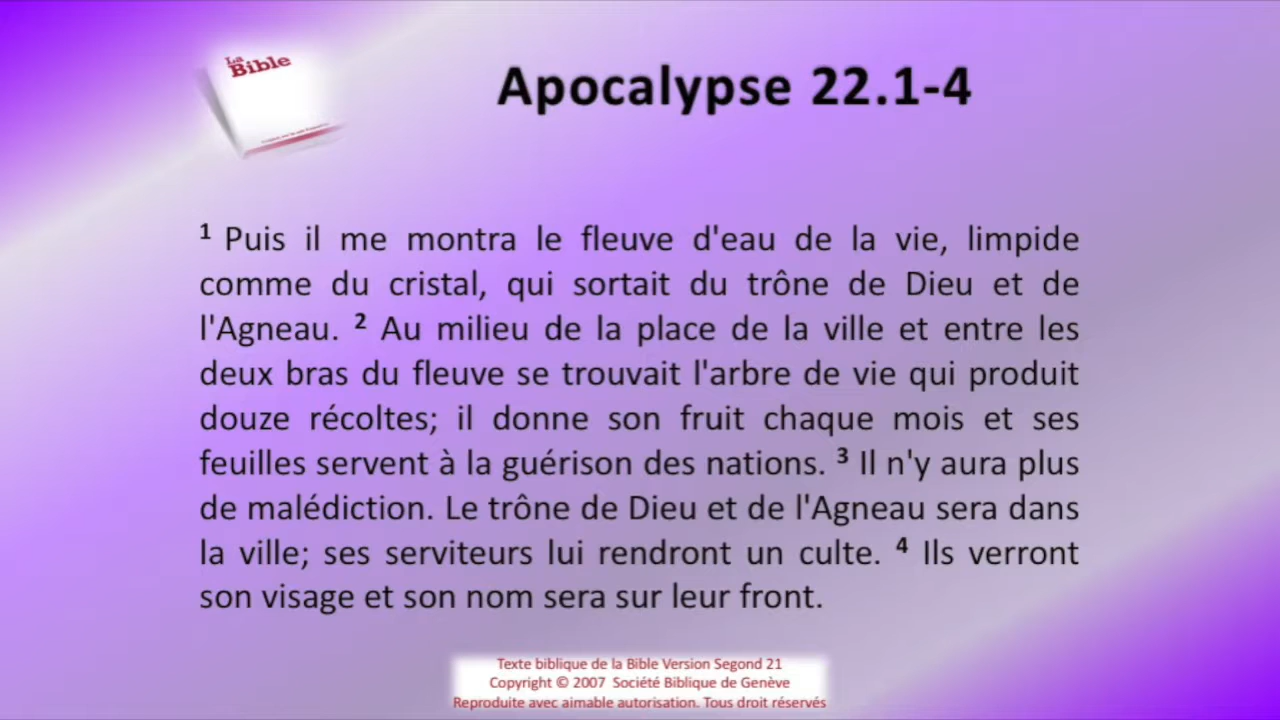 La
Bible
Apocalypse 22.1-4
1 Puis il me montra le fleuve d'eau de la vie, limpide
comme du cristal, qui sortait du trône de Dieu et de
l'Agneau. 2 Au milieu de la place de la ville et entre les
deux bras du fleuve se trouvait l'arbre de vie qui produit
douze récoltes; il donne son fruit chaque mois et ses
feuilles servent à la guérison des nations. 3 Il n'y aura plus
de malédiction. Le trône de Dieu et de l'Agneau sera dans
la ville; ses serviteurs lui rendront un culte. 4 Ils verront
son visage et son nom sera sur leur front.
Texte biblique de la Bible Version Segond 21
Copyright © 2007 Société Biblique de Genève
Reproduite avec aimable autorisation. Tous droit réservés